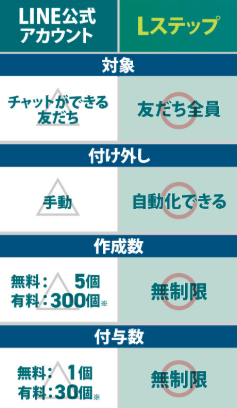 LINE公式
アカウント
Lステップ
対象
チャットができる
友だち
友だち全員
付け外し
手動
自動化できる
作成数
無料：5個
有料：300個※
無制限
付与数
無料：1個
有料：30個※
無制限